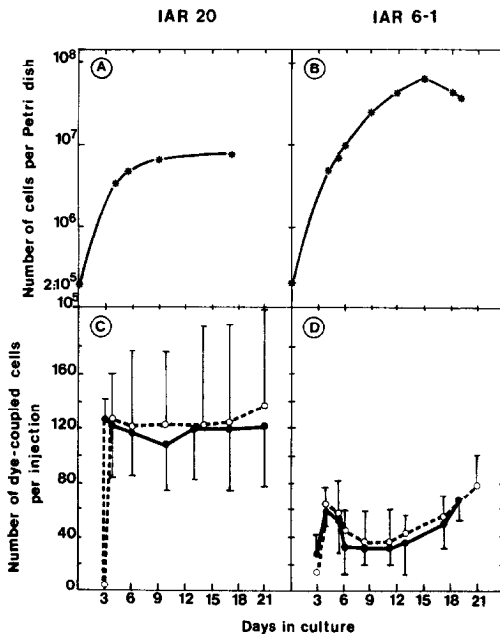 IAR 20
IAR 6-1
Number of cells per Petri dish
10⁸
10⁷
10⁶
2.10⁵
10⁵
A
B
Number of dye-coupled cells
per injection
160
120
80
40
0
C
D
3 6 9 12 15 18 21
3 6 9 12 15 18 21
Days in culture